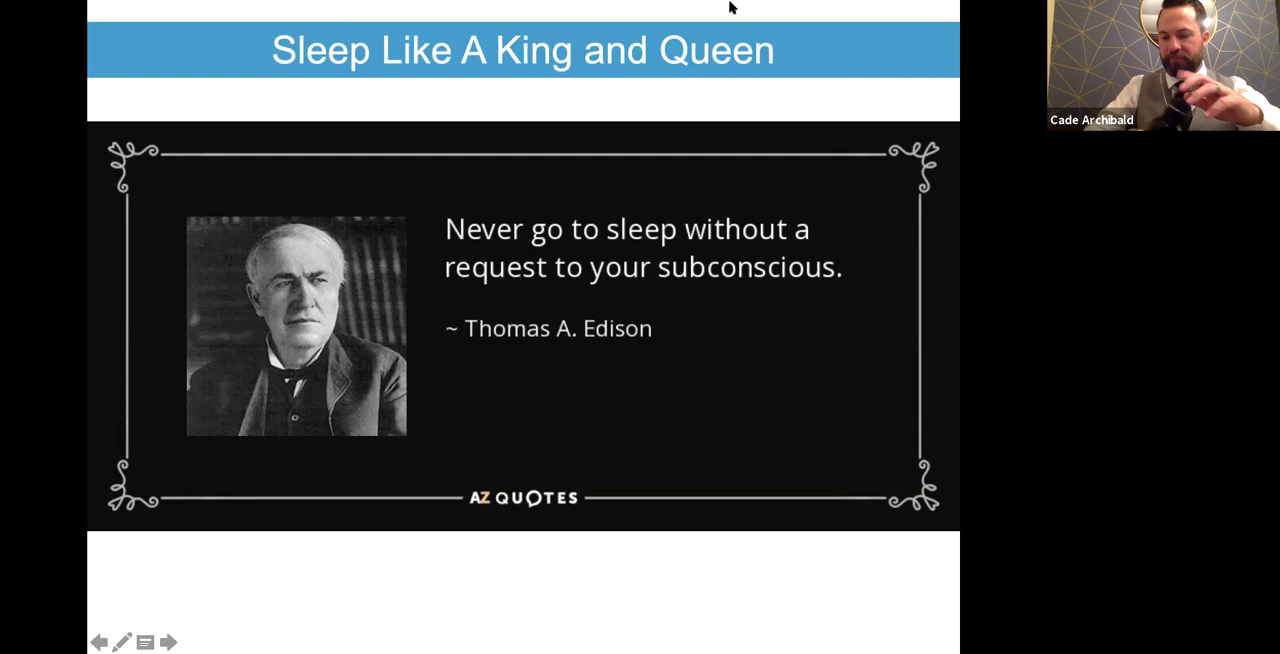 Sleep Like A King and Queen
Cade Archibald
Never go to sleep without a
request to your subconscious.
~ Thomas A. Edison
AZ QUOTES